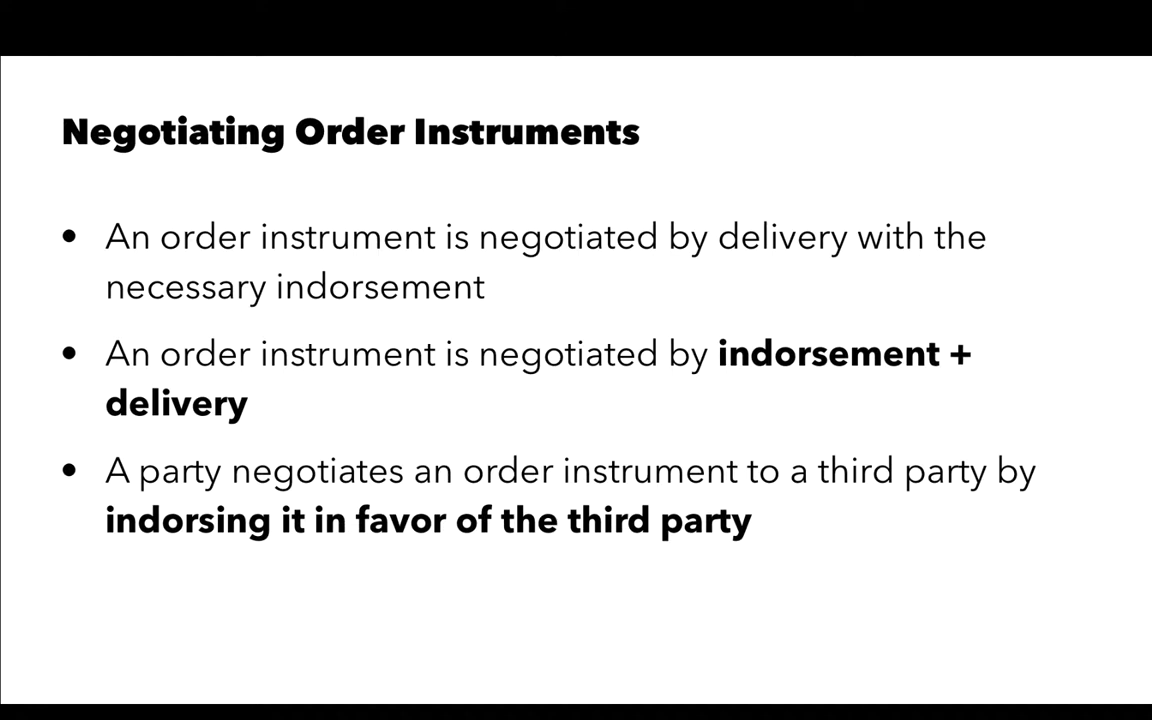 Negotiating Order Instruments
• An order instrument is negotiated by delivery with the
necessary indorsement
• An order instrument is negotiated by indorsement +
delivery
• A party negotiates an order instrument to a third party by
indorsing it in favor of the third party